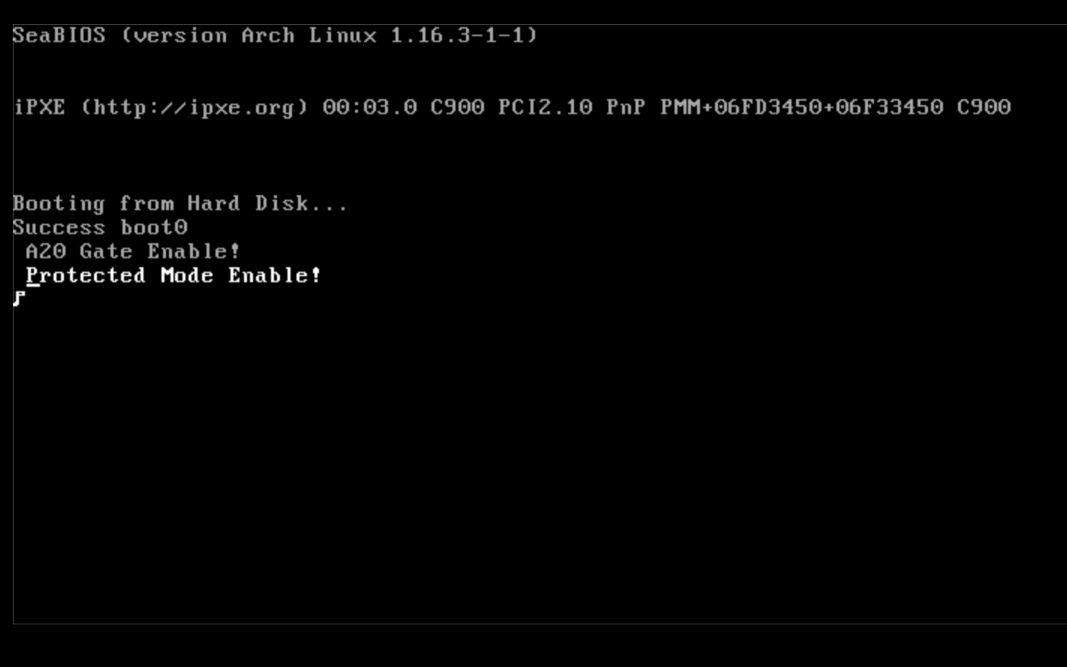 SeaBIOS (version Arch Linux 1.16.3-1-1)
iPXE (http://ipxe.org) 00:03.0 C900 PCI2.10 PnP PMM+06FD3450+06F33450 C900
Booting from Hard Disk...
Success boot0
A20 Gate Enable!
Protected Mode Enable!
♪